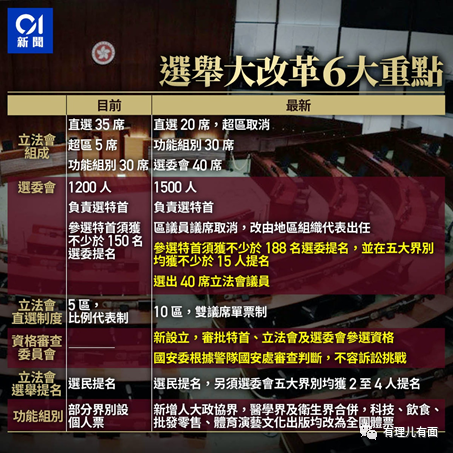 01
新聞
選舉大改革6大重點
目前
最新
立法會
組成
直選 35 席
直選 20 席，超區取消
超區 5 席
功能組別 30 席
功能組別 30 席
選委會 40 席
選委會
1200 人
1500 人
負責選特首
負責選特首
參選特首須獲
不少於 150 名
選委提名
區議員議席取消，改由地區組織代表出任
參選特首須獲不少於 188 名選委提名，並在五大界別
均獲不少於 15 人提名
選出 40 席立法會議員
立法會
直選制度
5 區，
比例代表制
10 區，雙議席單票制
資格審查
委員會
新設立，審批特首、立法會及選委會參選資格
國安委根據警隊國安處審查判斷，不容訴訟挑戰
立法會
選舉提名
選民提名
選民提名，另須選委會五大界別均獲 2 至 4 人提名
功能組別
部分界別設
個人票
新增人大政協界，醫學界及衛生界合併，科技、飲食、
批發零售、體育演藝文化出版均改為全團體票
有理儿有面